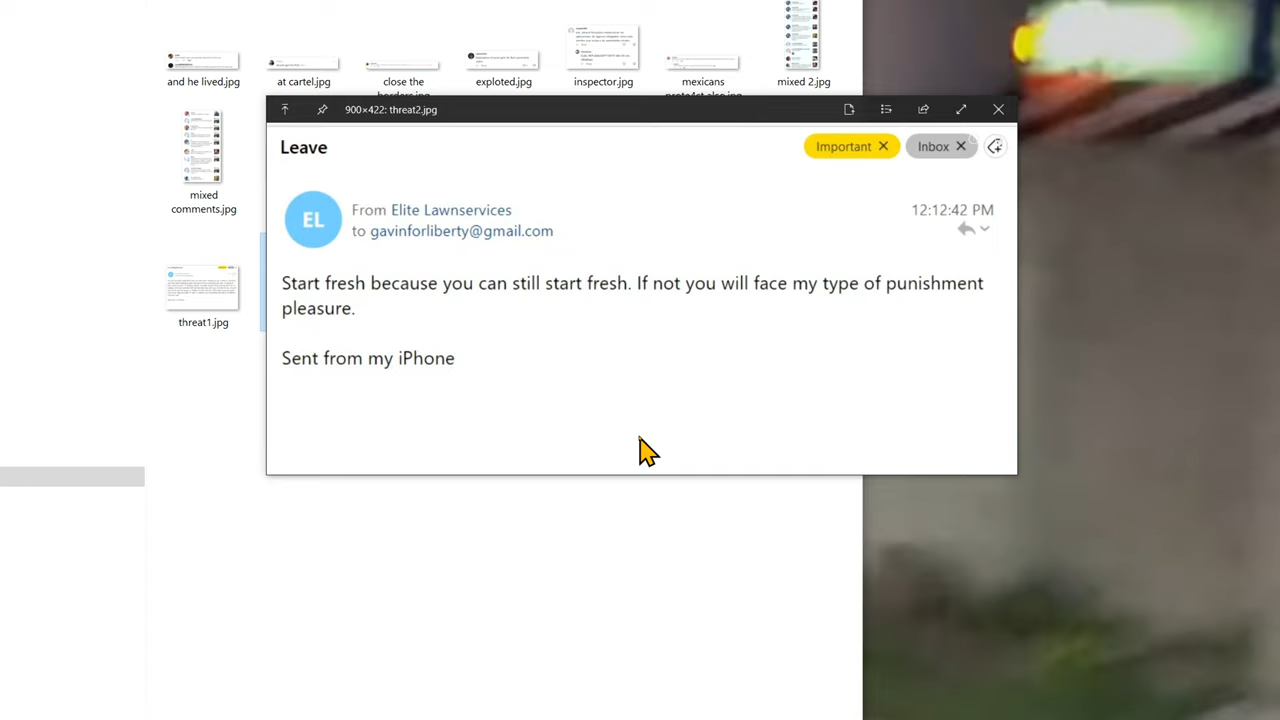 and he lived.jpg
at cartel.jpg
close the
exploted.jpg
inspector.jpg
mexicans
mixed 2.jpg
900×422: threat2.jpg
mixed
comments.jpg
threat1.jpg
Leave
Important
Inbox
EL
From Elite Lawnservices
12:12:42 PM
to gavinforliberty@gmail.com
Start fresh because you can still start fresh. If not you will face my type of punishment
pleasure.
Sent from my iPhone